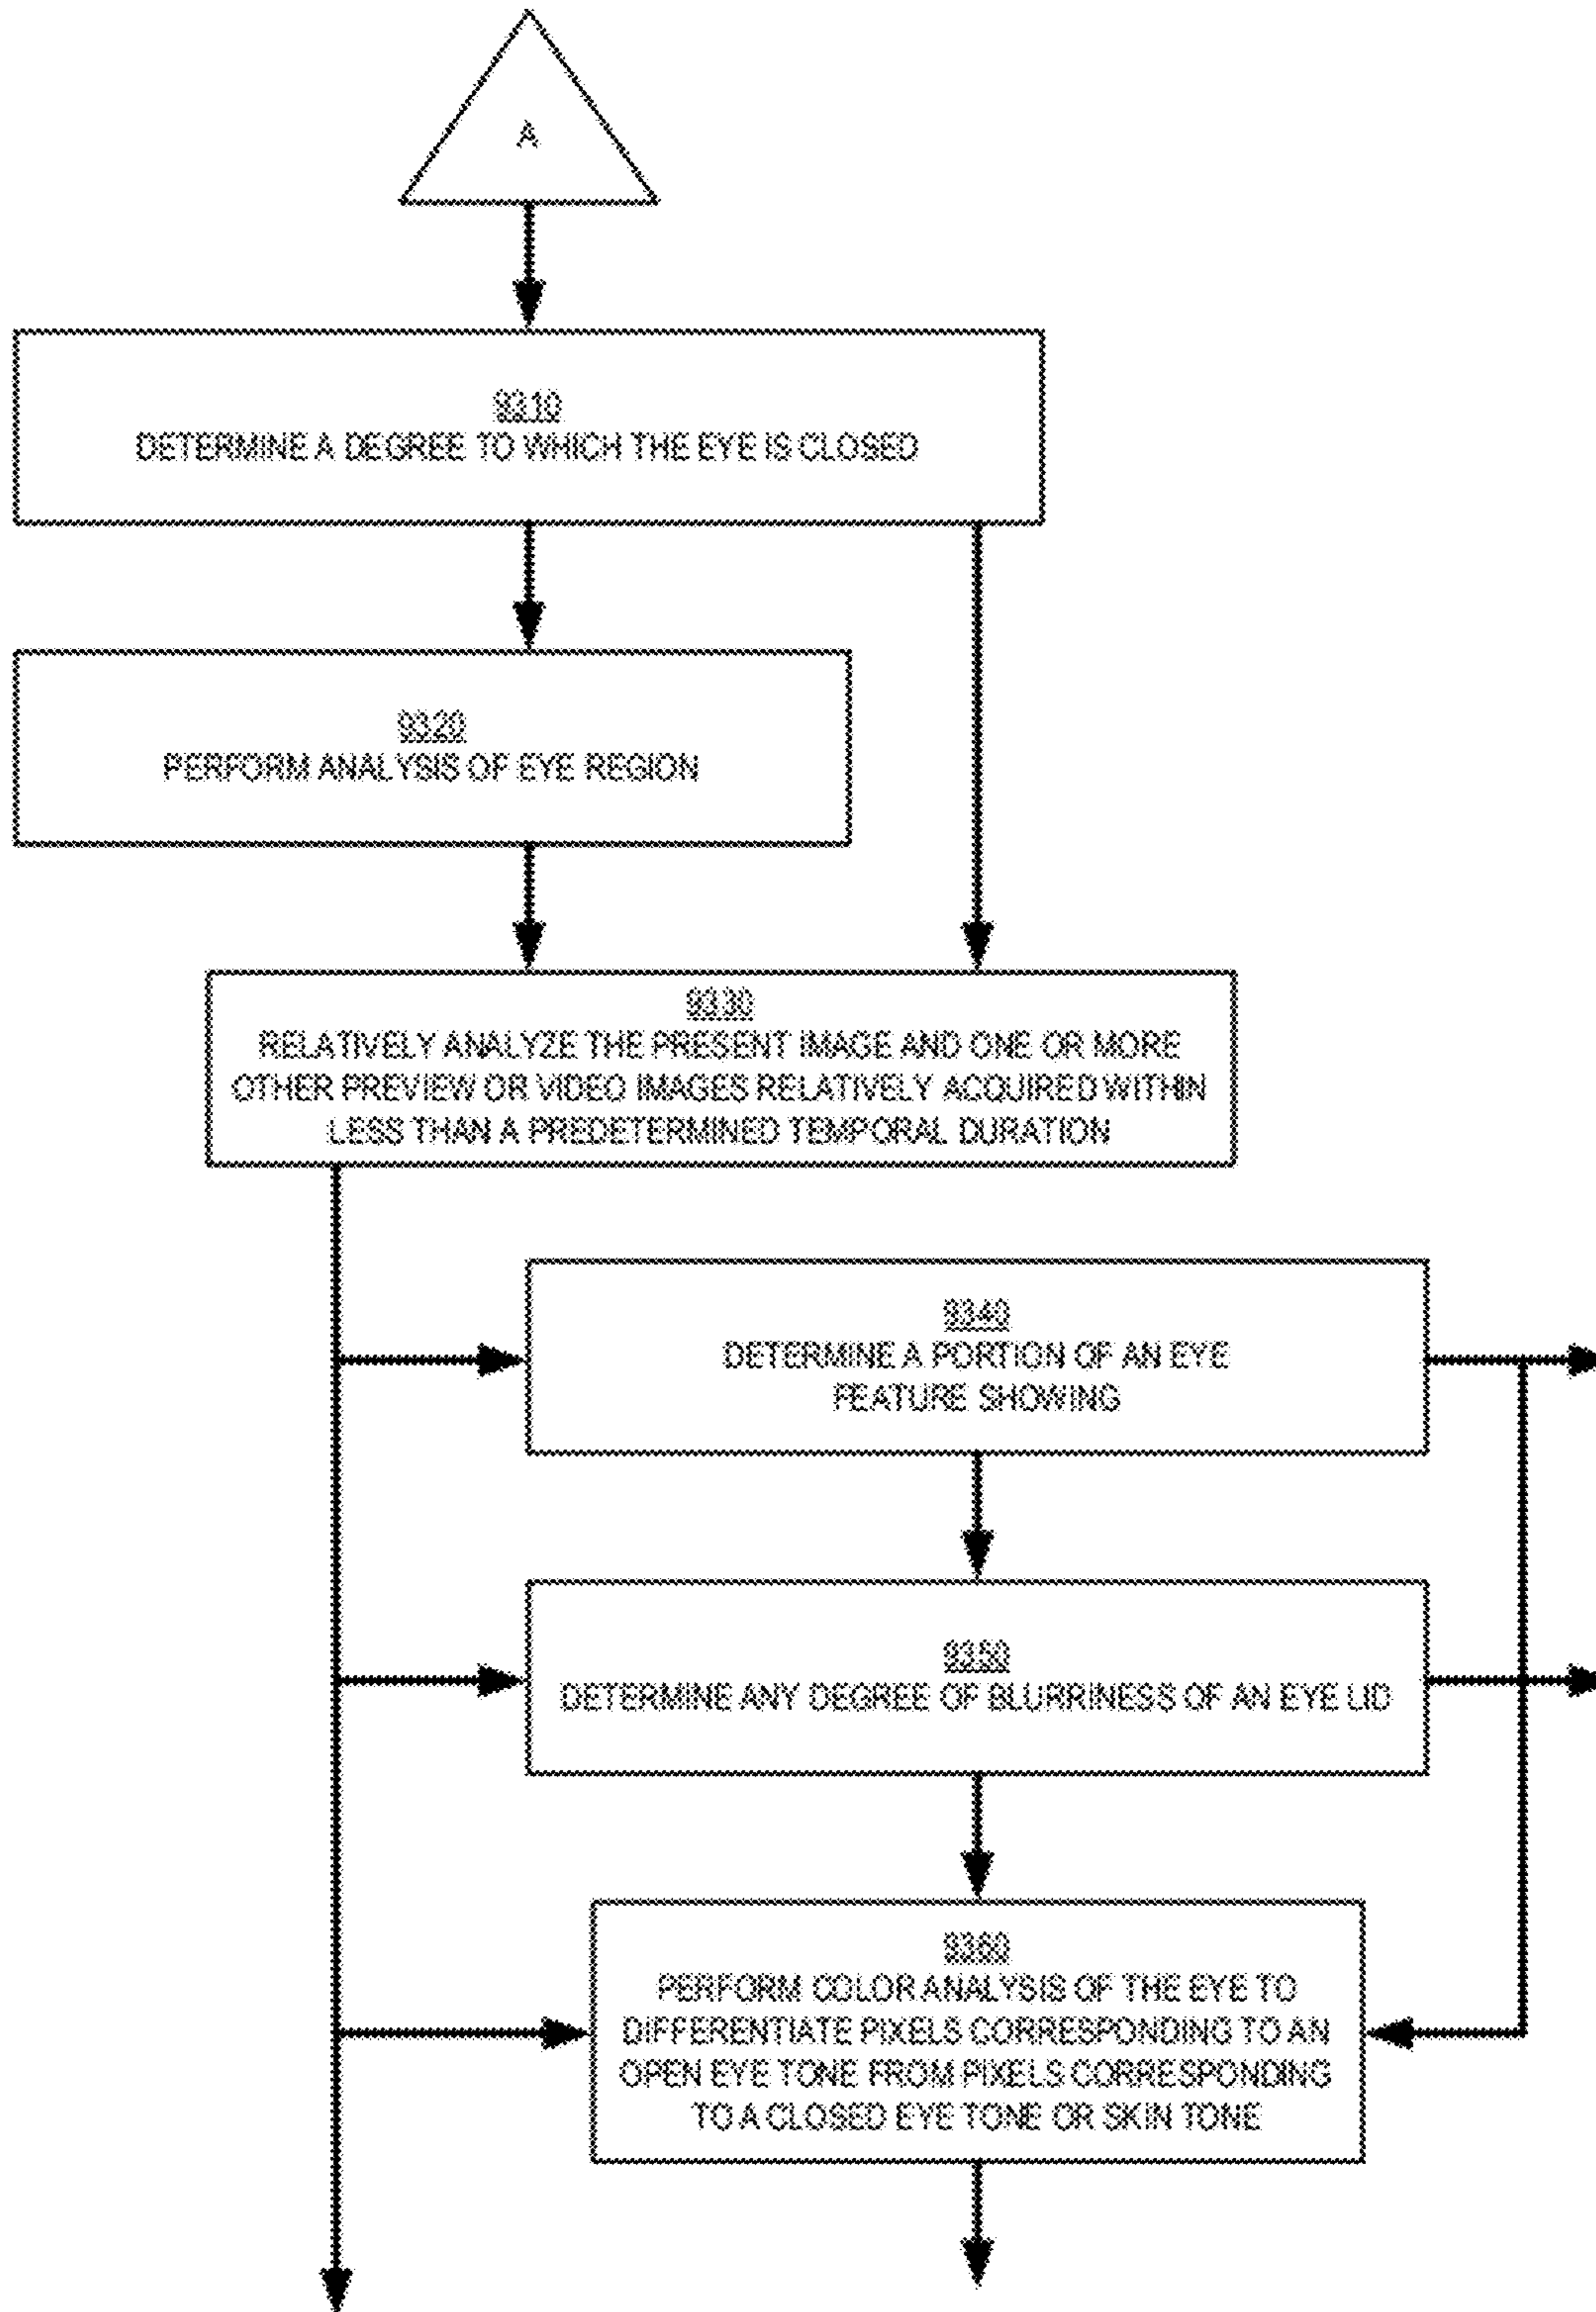 A
9310
DETERMINE A DEGREE TO WHICH THE EYE IS CLOSED
9320
PERFORM ANALYSIS OF EYE REGION
9330
RELATIVELY ANALYZE THE PRESENT IMAGE AND ONE OR MORE
OTHER PREVIEW OR VIDEO IMAGES RELATIVELY ACQUIRED WITHIN
LESS THAN A PREDETERMINED TEMPORAL DURATION
9340
DETERMINE A PORTION OF AN EYE
FEATURE SHOWING
9350
DETERMINE ANY DEGREE OF BLURRINESS OF AN EYE LID
9360
PERFORM COLOR ANALYSIS OF THE EYE TO
DIFFERENTIATE PIXELS CORRESPONDING TO AN
OPEN EYE TONE FROM PIXELS CORRESPONDING
TO A CLOSED EYE TONE OR SKIN TONE